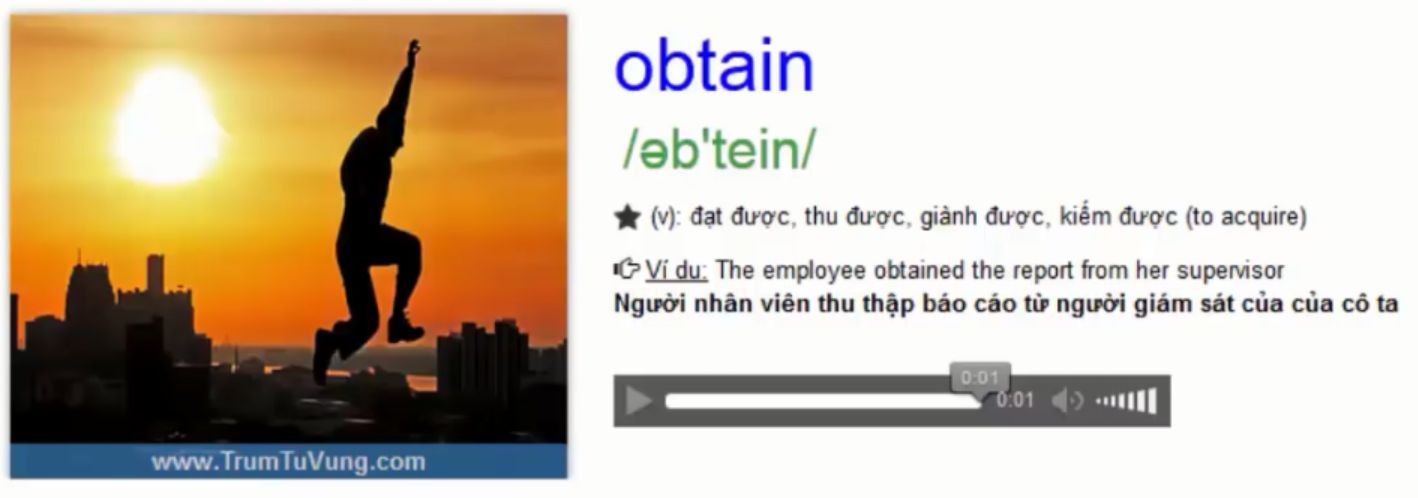 obtain
/əb'tein/
(v): đạt được, thu được, giành được, kiếm được (to acquire)
Ví du: The employee obtained the report from her supervisor
Người nhân viên thu thập báo cáo từ người giám sát của của cô ta
0:01
0:01
www.TrumTuVung.com